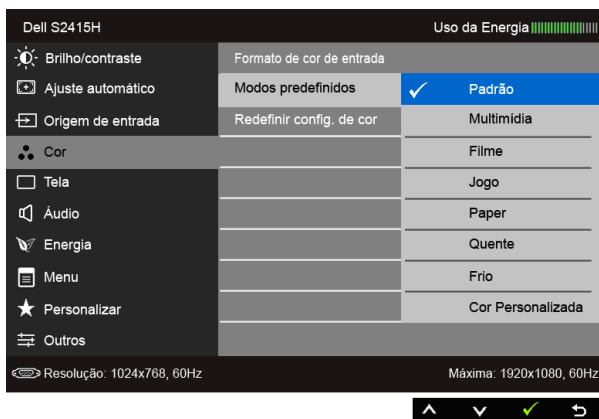 Dell S2415H
Uso da Energia
Brilho/contraste
Ajuste automático
Origem de entrada
Cor
Tela
Áudio
Energia
Menu
Personalizar
Outros
Formato de cor de entrada
Modos predefinidos
Redefinir config. de cor
Padrão
Multimídia
Filme
Jogo
Paper
Quente
Frio
Cor Personalizada
Resolução: 1024x768, 60Hz
Máxima: 1920x1080, 60Hz